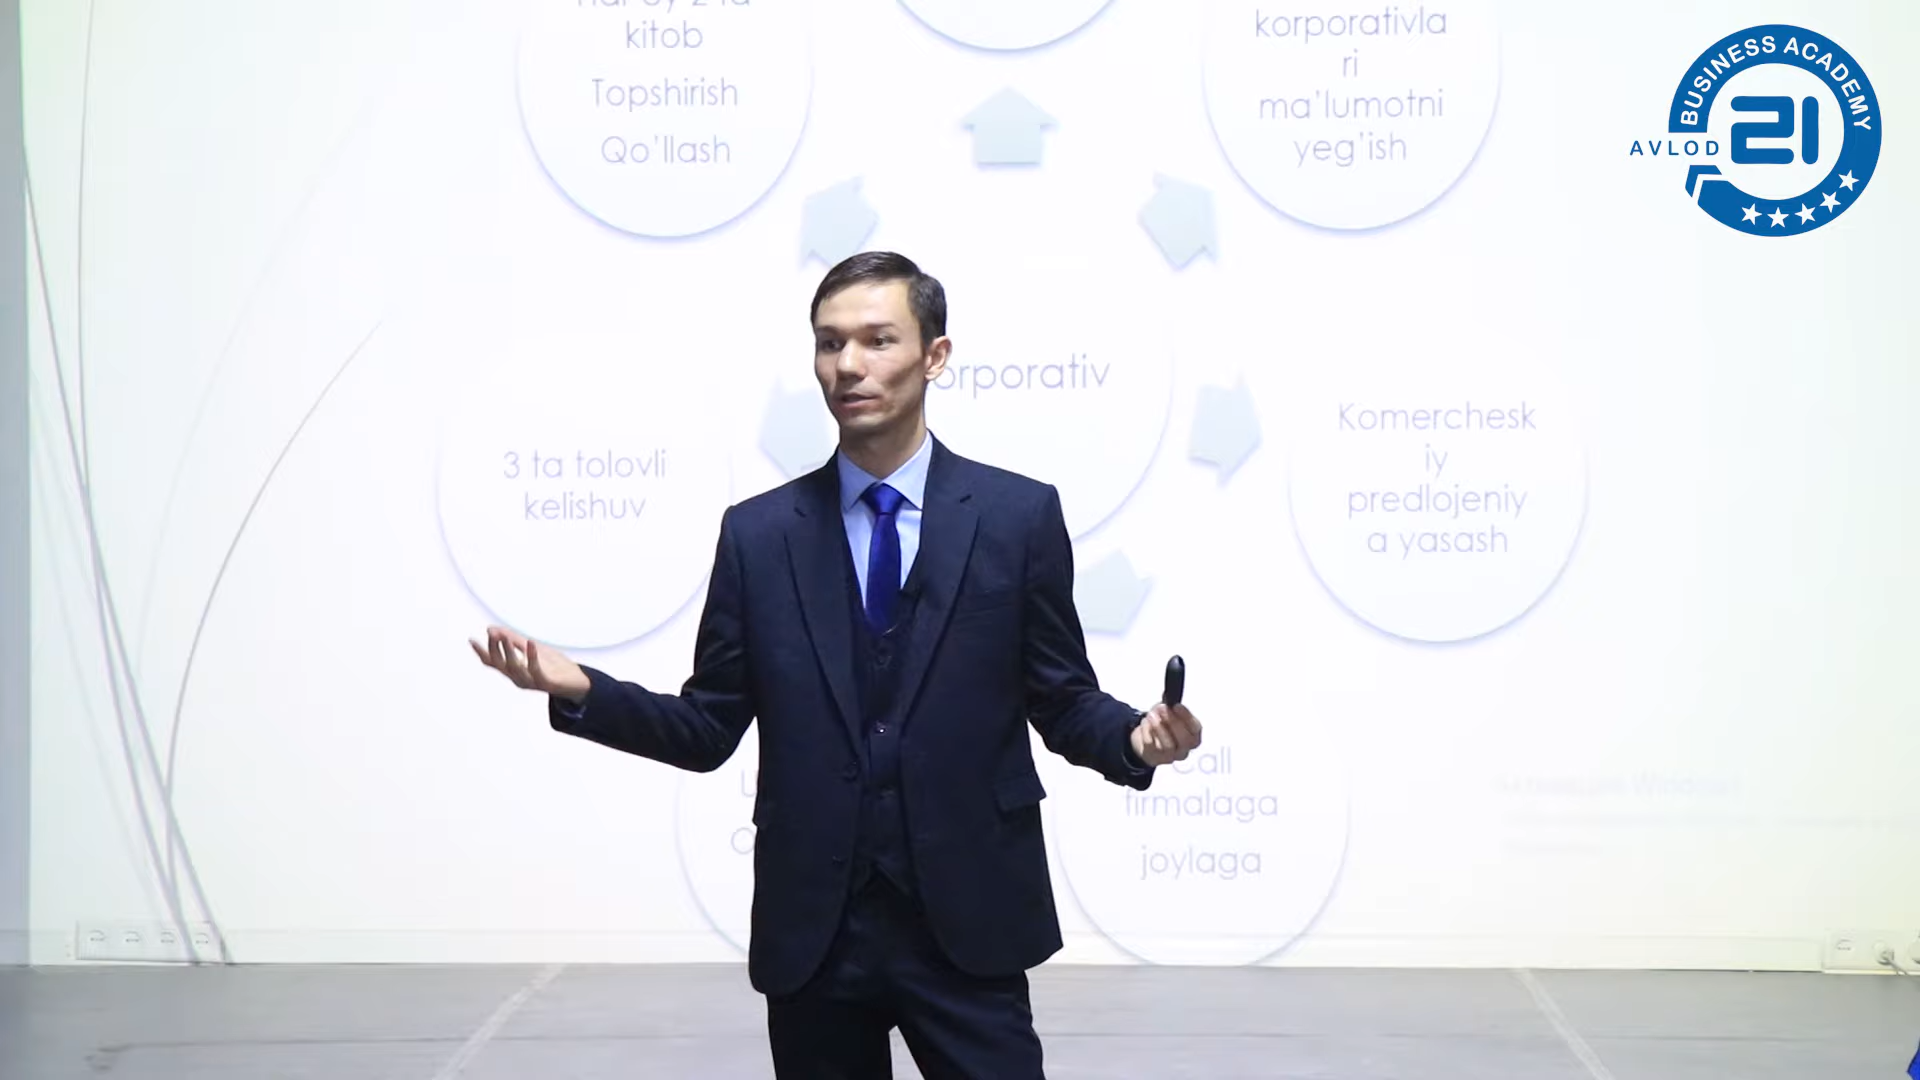 kitob
Topshirish
Qo'llash
korporativla
ri
ma'lumotni
yeg'ish
BUSINESS ACADEMY
AVLOD 21
orporativ
3 ta tolovli
kelishuv
Komerchesk
iy
predlojeniy
a yasash
Call
firmalaga
joylaga